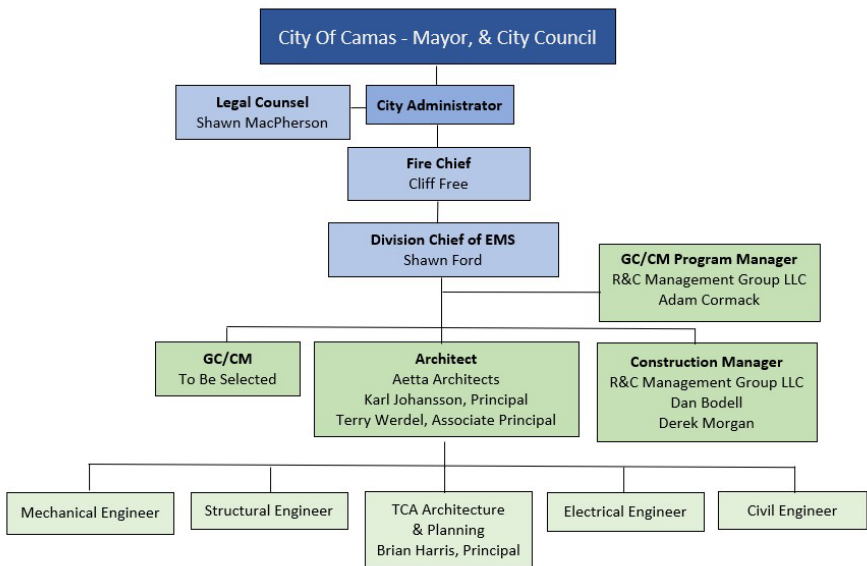 City Of Camas - Mayor, & City Council
Legal Counsel
Shawn MacPherson
City Administrator
Fire Chief
Cliff Free
Division Chief of EMS
Shawn Ford
GC/CM Program Manager
R&C Management Group LLC
Adam Cormack
GC/CM
To Be Selected
Architect
Aetta Architects
Karl Johansson, Principal
Terry Werdel, Associate Principal
Construction Manager
R&C Management Group LLC
Dan Bodell
Derek Morgan
Mechanical Engineer
Structural Engineer
TCA Architecture
& Planning
Brian Harris, Principal
Electrical Engineer
Civil Engineer